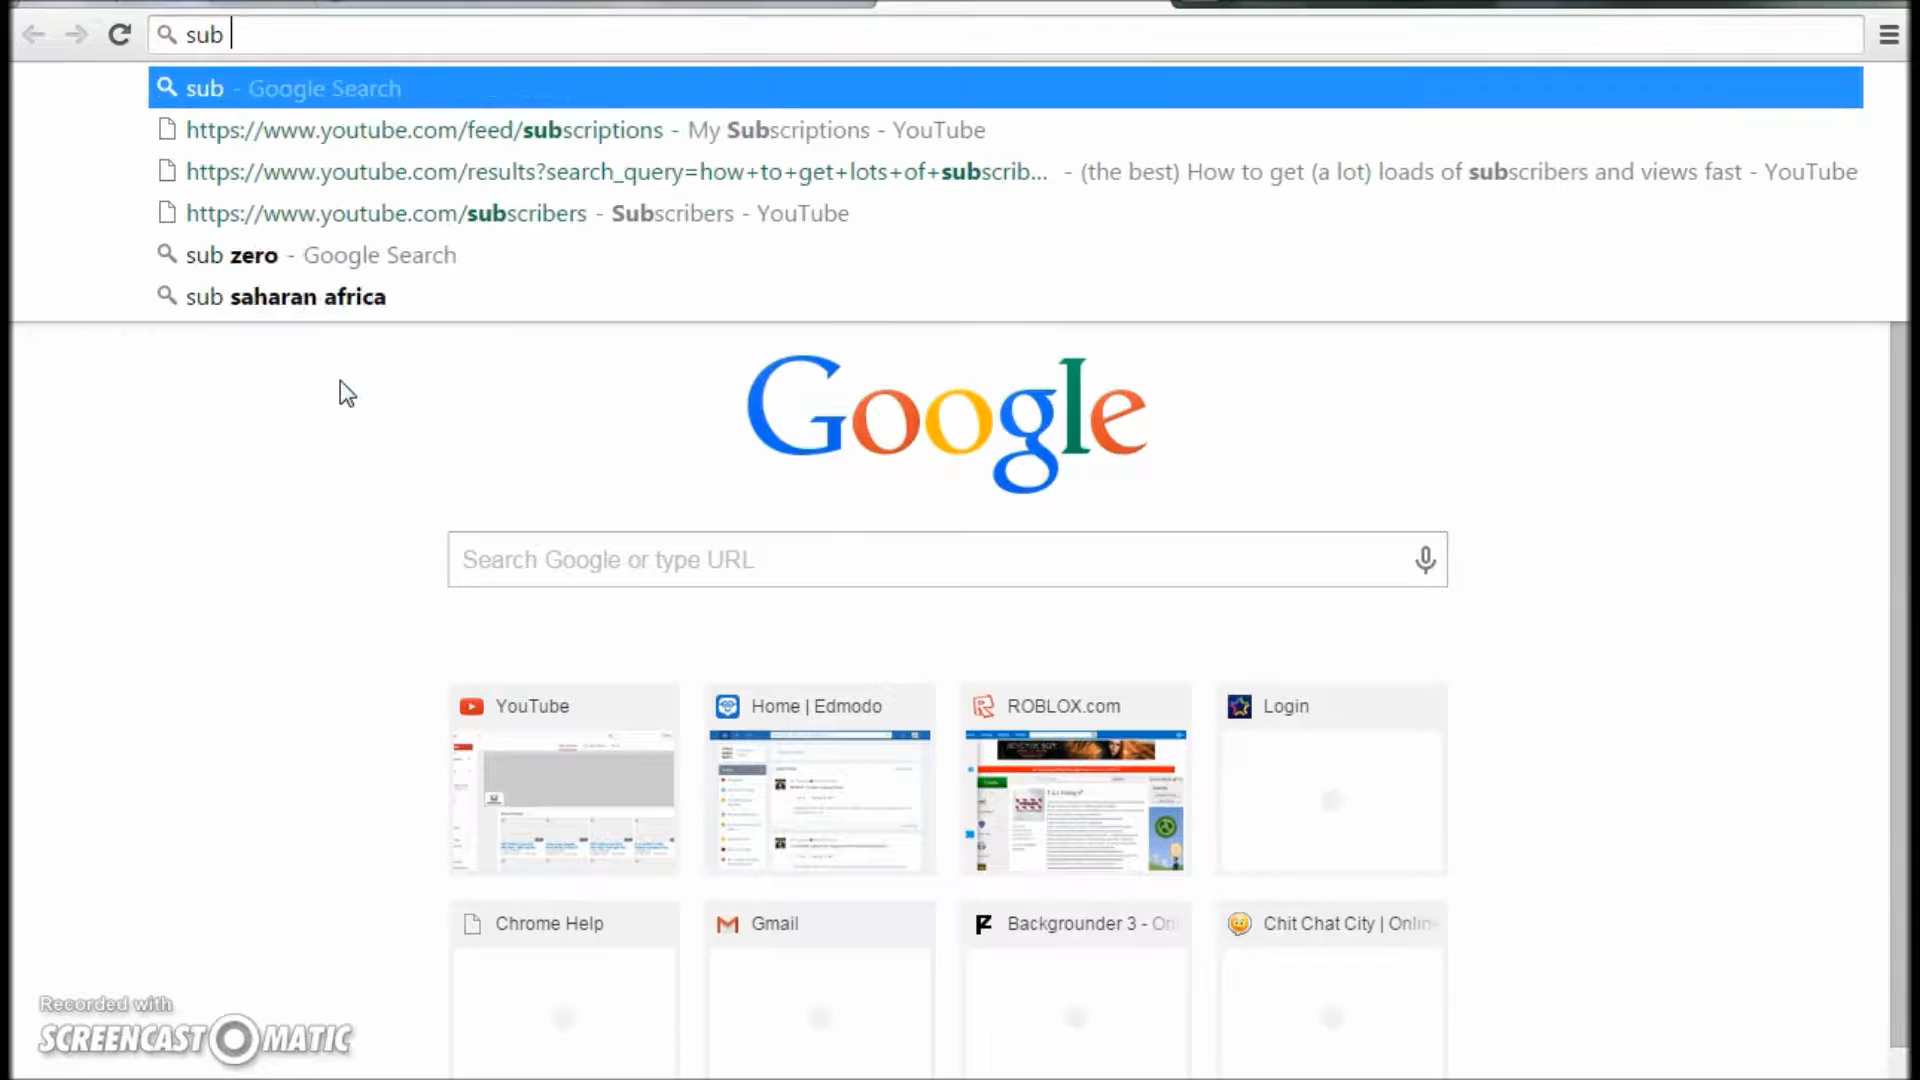 sub
sub - Google Search
https://www.youtube.com/feed/subscriptions - My Subscriptions - YouTube
https://www.youtube.com/results?search_query=how+to+get+lots+of+subscrib... - (the best) How to get (a lot) loads of subscribers and views fast - YouTube
https://www.youtube.com/subscribers - Subscribers - YouTube
sub zero - Google Search
sub saharan africa
Google
Search Google or type URL
YouTube
Home | Edmodo
ROBLOX.com
Login
Chrome Help
Gmail
Backgrounder 3 - On
Chit Chat City | Onlin
Recorded with
SCREENCAST-O-MATIC